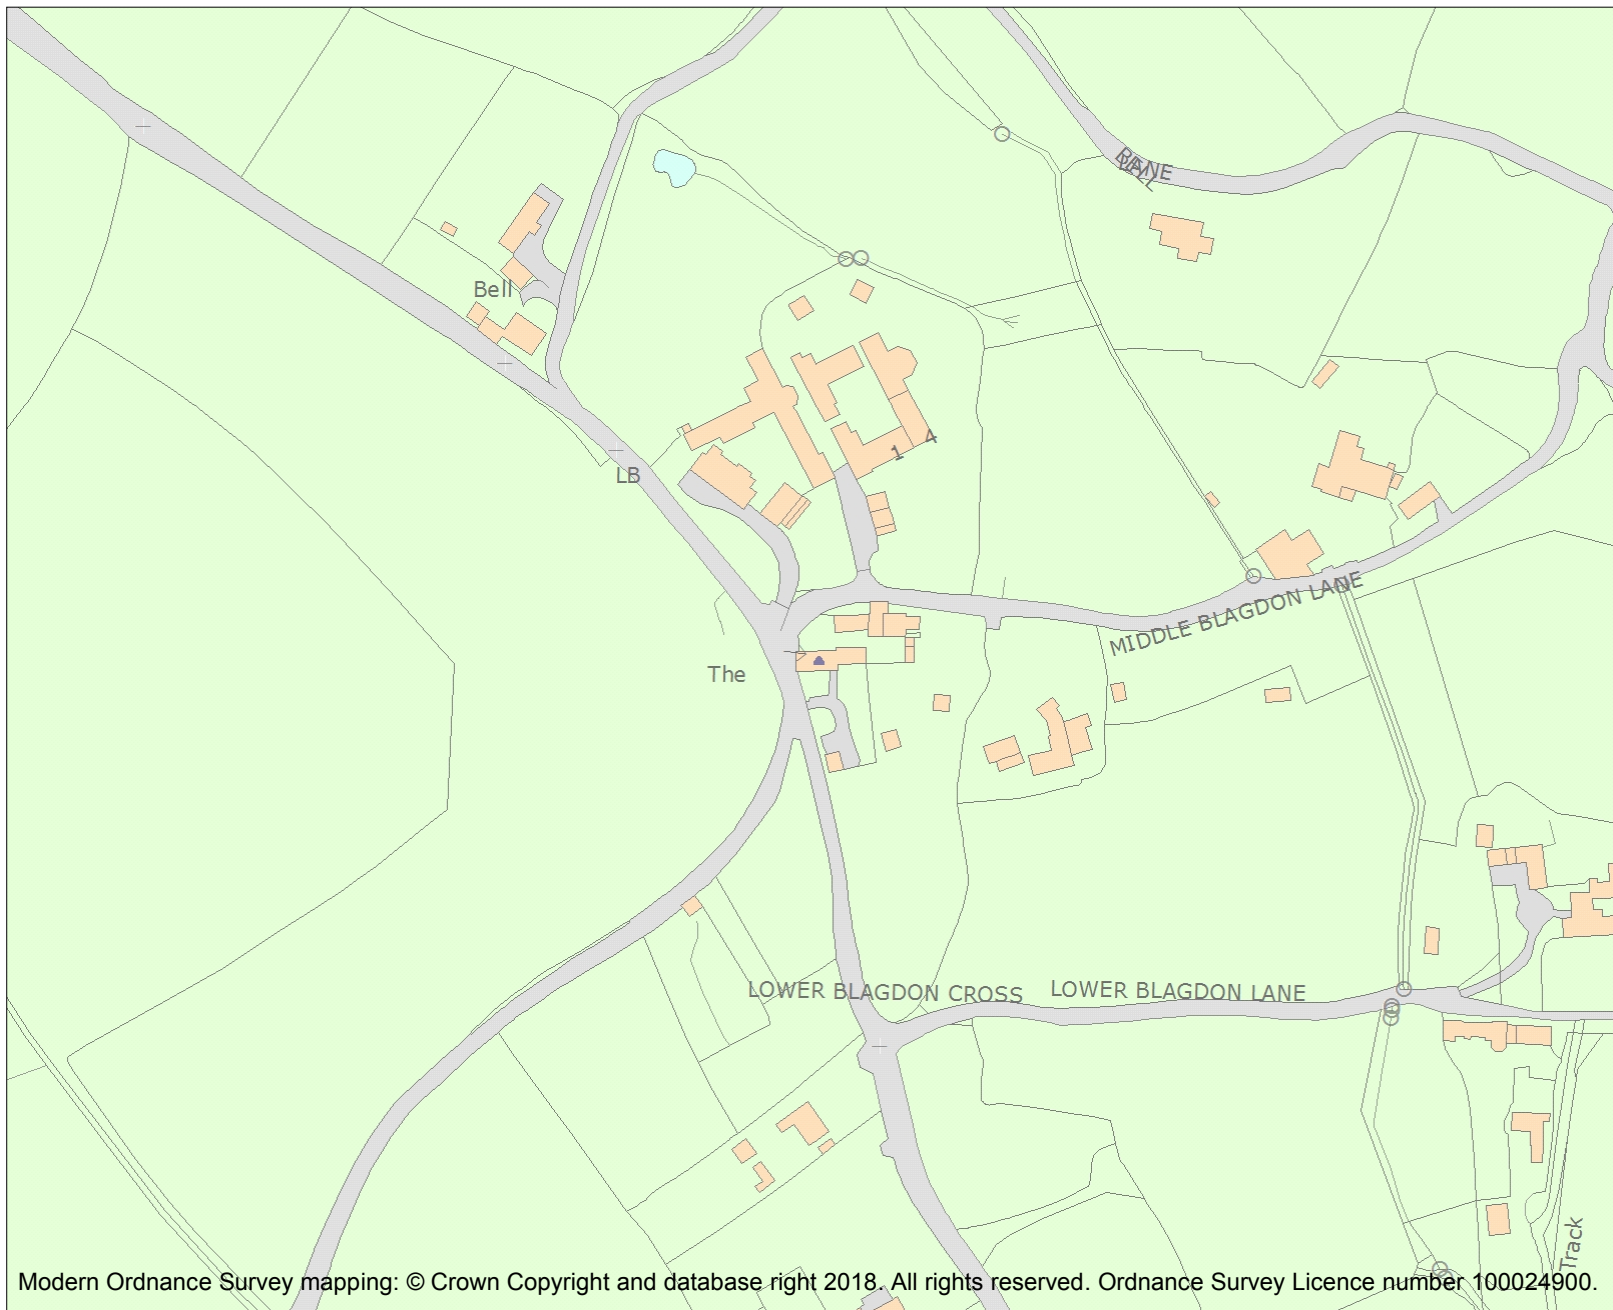 LANE
Bell
1
4
LB
MIDDLE BLAGDON LANE
The
LOWER BLAGDON CROSS
LOWER BLAGDON LANE
Track
Modern Ordnance Survey mapping: © Crown Copyright and database right 2018. All rights reserved. Ordnance Survey Licence number 100024900.